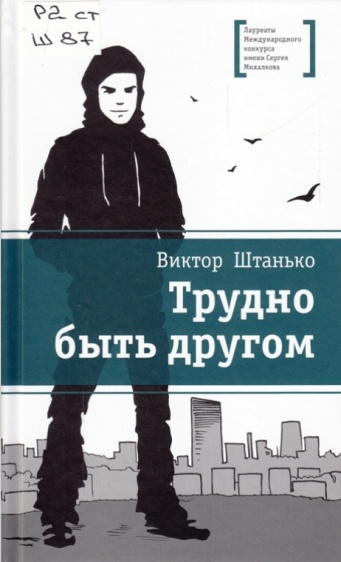 Р2 ст
Ш 87
Лауреаты
Международного
конкурса
имени Сергея
Михалкова
Виктор Штанько
Трудно
быть другом